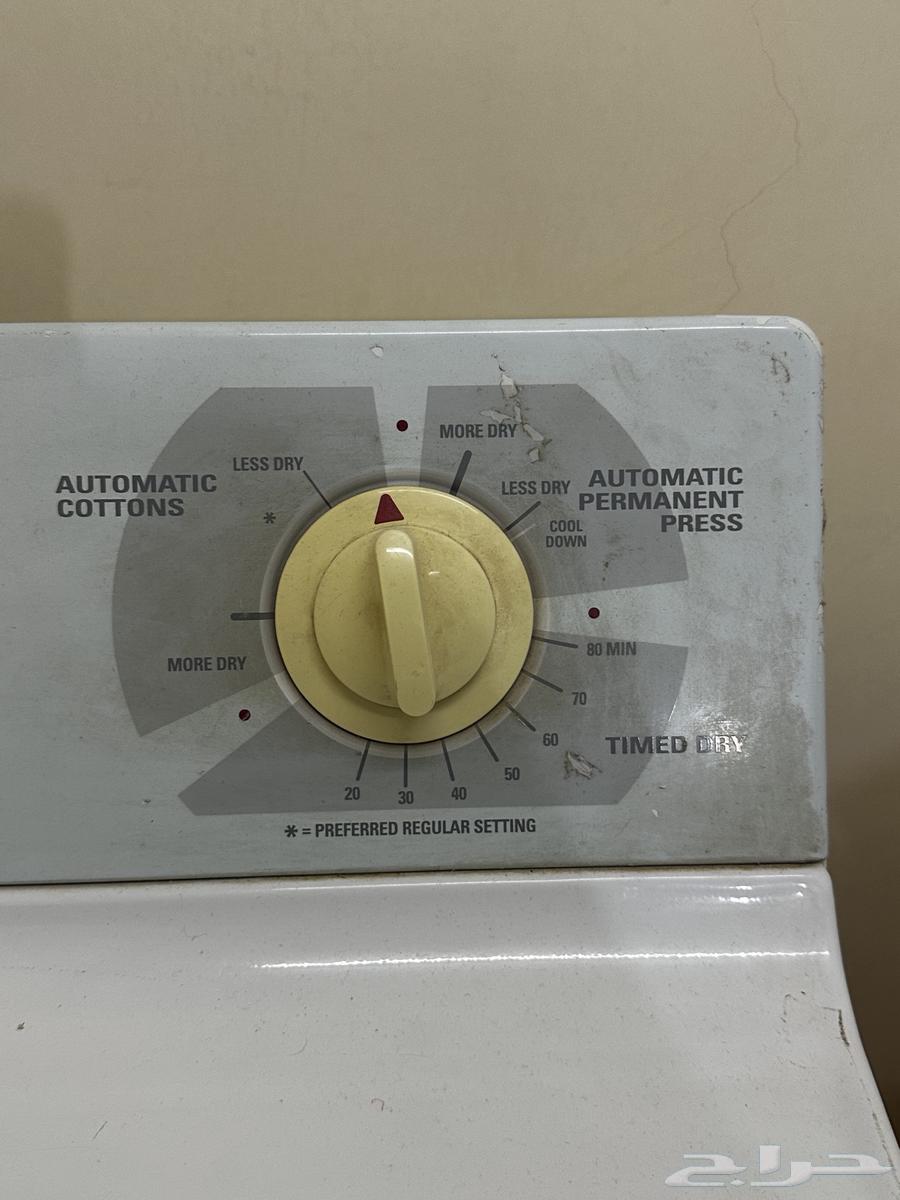 MORE DRY
LESS DRY
AUTOMATIC
COTTONS
*
LESS DRY
AUTOMATIC
PERMANENT
PRESS
COOL
DOWN
MORE DRY
80 MIN
70
60
50
40
30
20
TIMED DRY
* = PREFERRED REGULAR SETTING
حراج